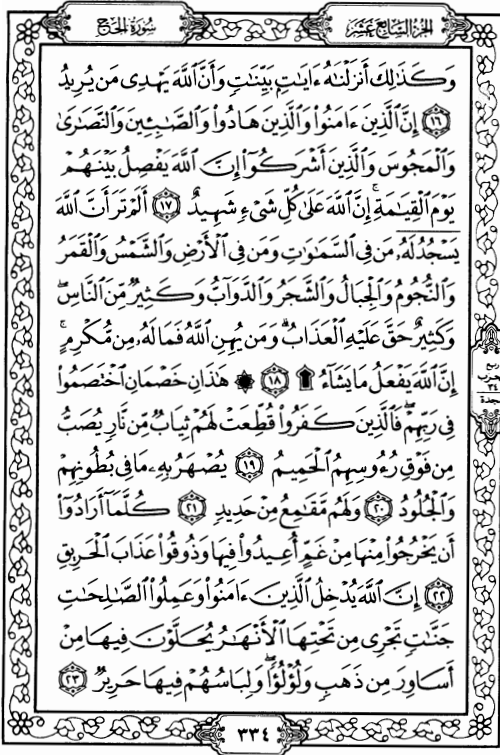 الجزء السابع عشر
سورة الحج
وَكَذَٰلِكَ أَنزَلْنَٰهُ ءَايَٰتٍۭ بَيِّنَٰتٍ وَأَنَّ ٱللَّهَ يَهْدِى مَن يُرِيدُ
﴿١٦﴾ إِنَّ ٱلَّذِينَ ءَامَنُوا۟ وَٱلَّذِينَ هَادُوا۟ وَٱلصَّٰبِـِٔينَ وَٱلنَّصَٰرَىٰ
وَٱلْمَجُوسَ وَٱلَّذِينَ أَشْرَكُوٓا۟ إِنَّ ٱللَّهَ يَفْصِلُ بَيْنَهُمْ
يَوْمَ ٱلْقِيَٰمَةِ ۚ إِنَّ ٱللَّهَ عَلَىٰ كُلِّ شَىْءٍ شَهِيدٌ ﴿١٧﴾ أَلَمْ تَرَ أَنَّ ٱللَّهَ
يَسْجُدُ لَهُۥ مَن فِى ٱلسَّمَٰوَٰتِ وَمَن فِى ٱلْأَرْضِ وَٱلشَّمْسُ وَٱلْقَمَرُ
وَٱلنُّجُومُ وَٱلْجِبَالُ وَٱلشَّجَرُ وَٱلدَّوَآبُّ وَكَثِيرٌ مِّنَ ٱلنَّاسِ ۖ
وَكَثِيرٌ حَقَّ عَلَيْهِ ٱلْعَذَابُ ۗ وَمَن يُهِنِ ٱللَّهُ فَمَا لَهُۥ مِن مُّكْرِمٍ ۚ
إِنَّ ٱللَّهَ يَفْعَلُ مَا يَشَآءُ ۩ ﴿١٨﴾ ۞ هَٰذَانِ خَصْمَانِ ٱخْتَصَمُوا۟
فِى رَبِّهِمْ ۖ فَٱلَّذِينَ كَفَرُوا۟ قُطِّعَتْ لَهُمْ ثِيَابٌ مِّن نَّارٍ يُصَبُّ
مِن فَوْقِ رُءُوسِهِمُ ٱلْحَمِيمُ ﴿١٩﴾ يُصْهَرُ بِهِۦ مَا فِى بُطُونِهِمْ
وَٱلْجُلُودُ ﴿٢٠﴾ وَلَهُم مَّقَٰمِعُ مِنْ حَدِيدٍ ﴿٢١﴾ كُلَّمَآ أَرَادُوٓا۟
أَن يَخْرُجُوا۟ مِنْهَا مِنْ غَمٍّ أُعِيدُوا۟ فِيهَا وَذُوقُوا۟ عَذَابَ ٱلْحَرِيقِ
﴿٢٢﴾ إِنَّ ٱللَّهَ يُدْخِلُ ٱلَّذِينَ ءَامَنُوا۟ وَعَمِلُوا۟ ٱلصَّٰلِحَٰتِ
جَنَّٰتٍ تَجْرِى مِن تَحْتِهَا ٱلْأَنْهَٰرُ يُحَلَّوْنَ فِيهَا مِنْ
أَسَاوِرَ مِن ذَهَبٍ وَلُؤْلُؤًا ۖ وَلِبَاسُهُمْ فِيهَا حَرِيرٌ ﴿٢٣﴾
٣٣٤